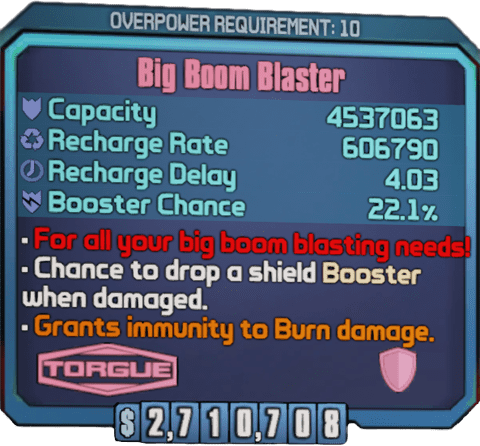 OVERPOWER REQUIREMENT: 10
Big Boom Blaster
Capacity 4537063
Recharge Rate 606790
Recharge Delay 4.03
Booster Chance 22.1%
• For all your big boom blasting needs!
• Chance to drop a shield Booster
when damaged.
• Grants immunity to Burn damage.
TORGUE
$ 2,710,708